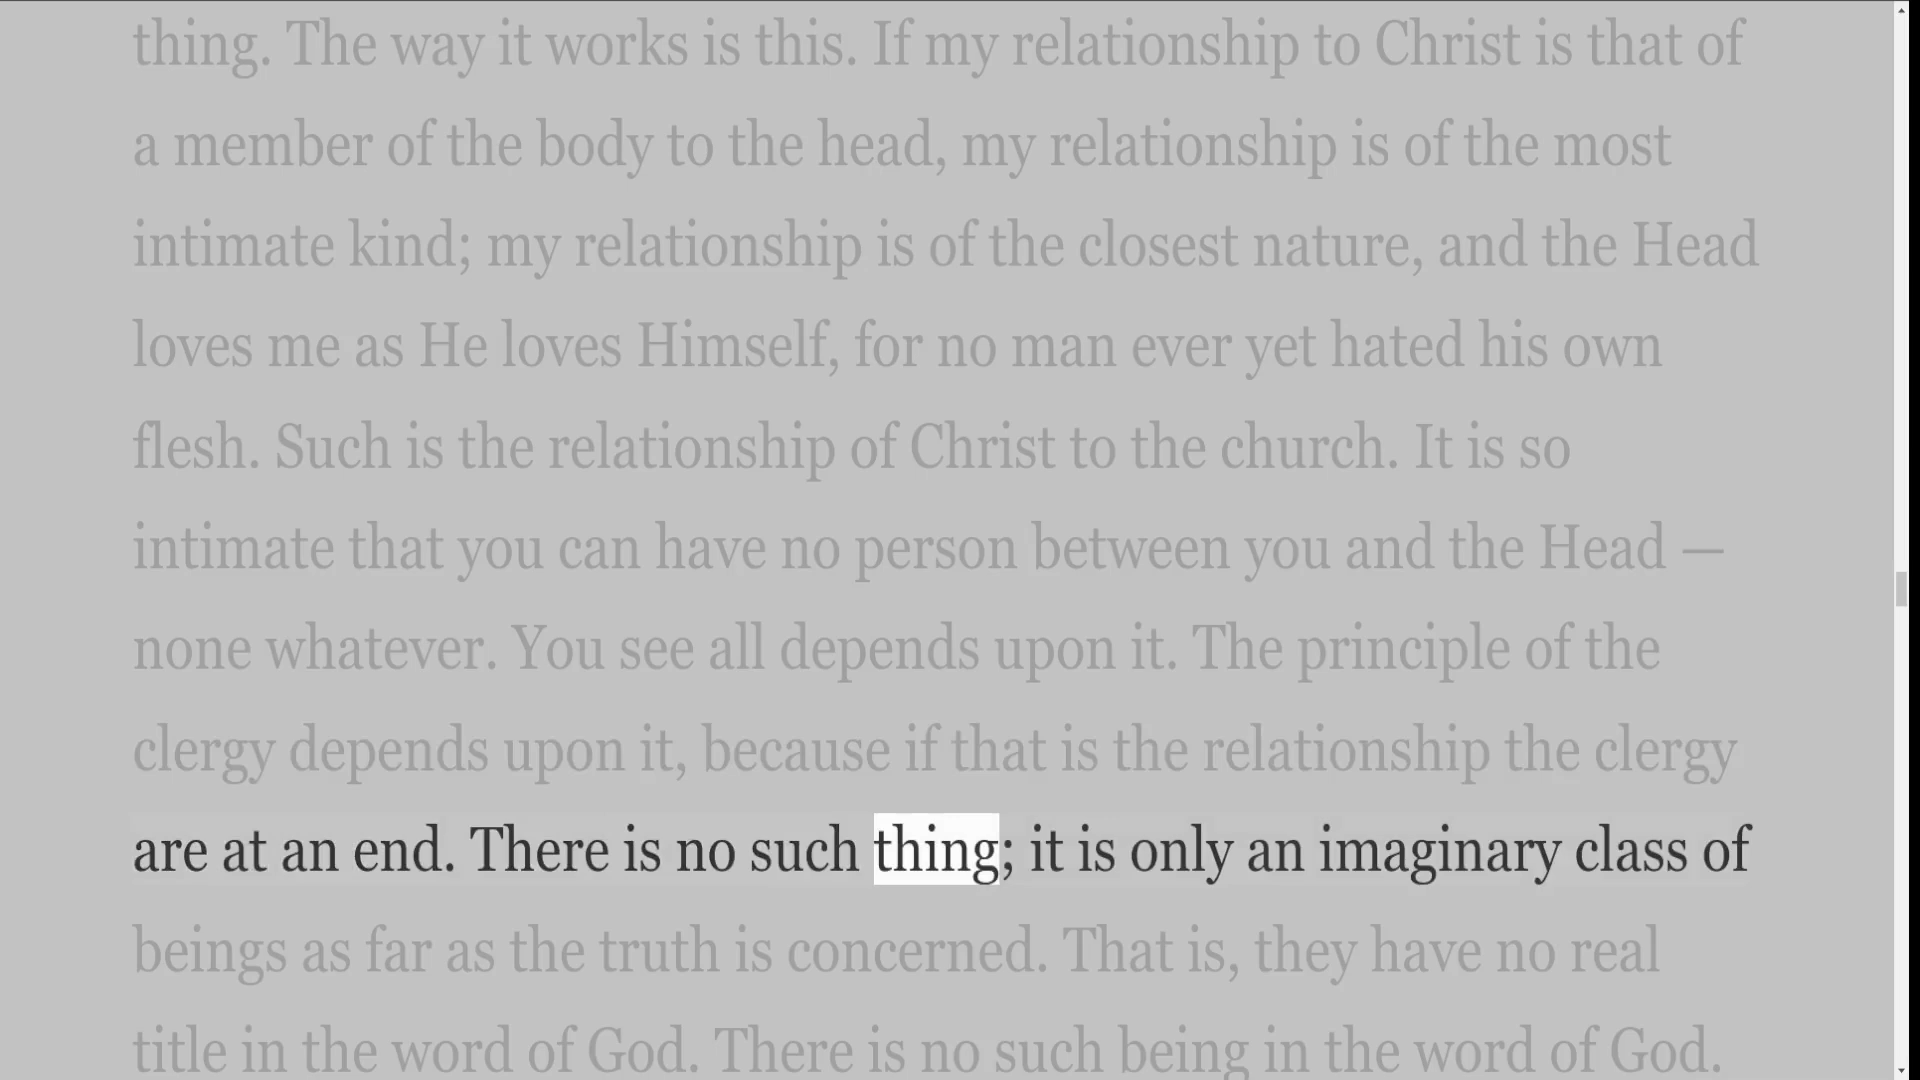 thing. The way it works is this. If my relationship to Christ is that of
a member of the body to the head, my relationship is of the most
intimate kind; my relationship is of the closest nature, and the Head
loves me as He loves Himself, for no man ever yet hated his own
flesh. Such is the relationship of Christ to the church. It is so
intimate that you can have no person between you and the Head —
none whatever. You see all depends upon it. The principle of the
clergy depends upon it, because if that is the relationship the clergy
are at an end. There is no such thing; it is only an imaginary class of
beings as far as the truth is concerned. That is, they have no real
title in the word of God. There is no such being in the word of God.